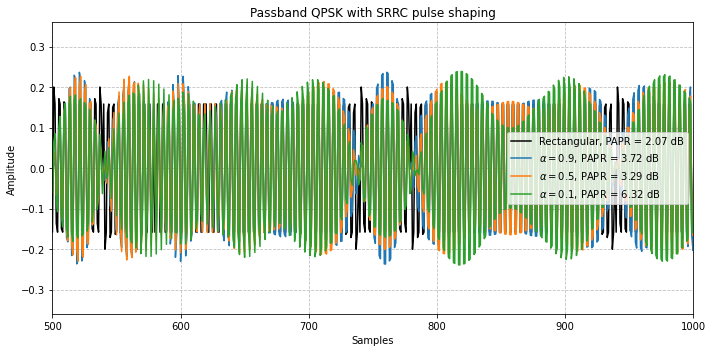 Passband QPSK with SRRC pulse shaping
Amplitude
0.3
0.2
0.1
0.0
−0.1
−0.2
−0.3
Rectangular, PAPR = 2.07 dB
α = 0.9, PAPR = 3.72 dB
α = 0.5, PAPR = 3.29 dB
α = 0.1, PAPR = 6.32 dB
500 600 700 800 900 1000
Samples